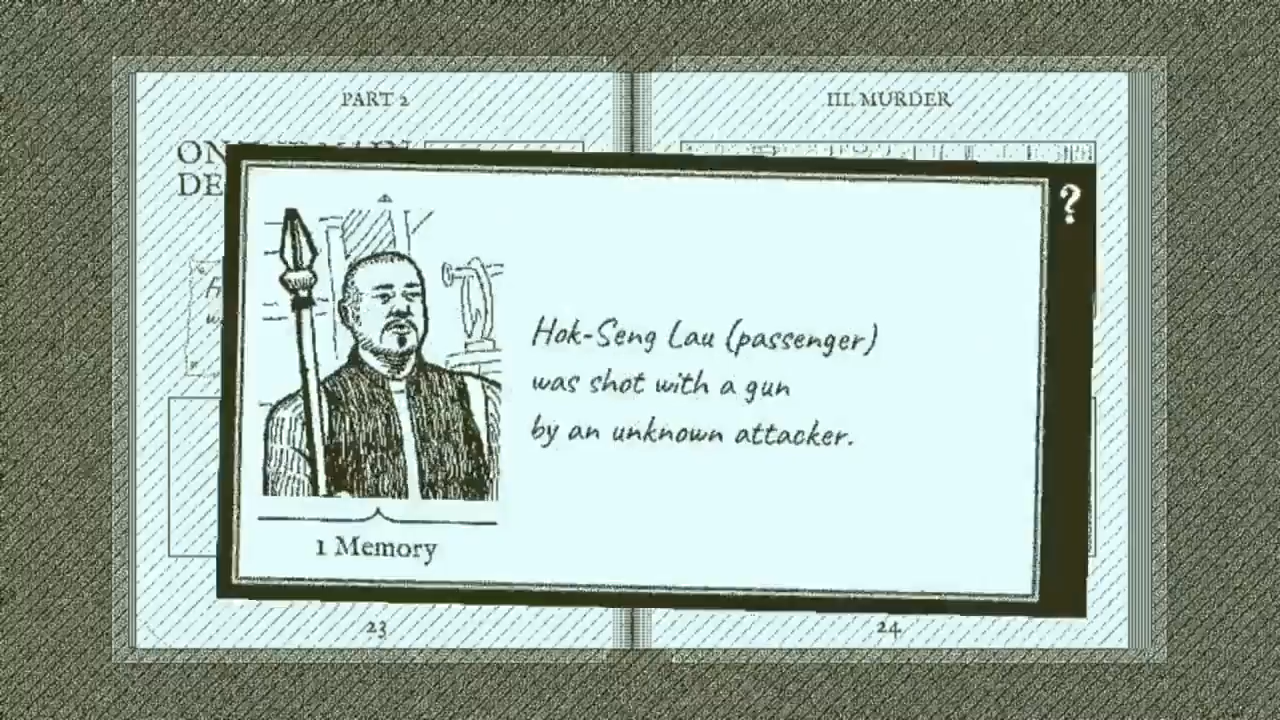 PART 2
III. MURDER
?
Hok-Seng Lau (passenger)
was shot with a gun
by an unknown attacker.
1 Memory
23
24